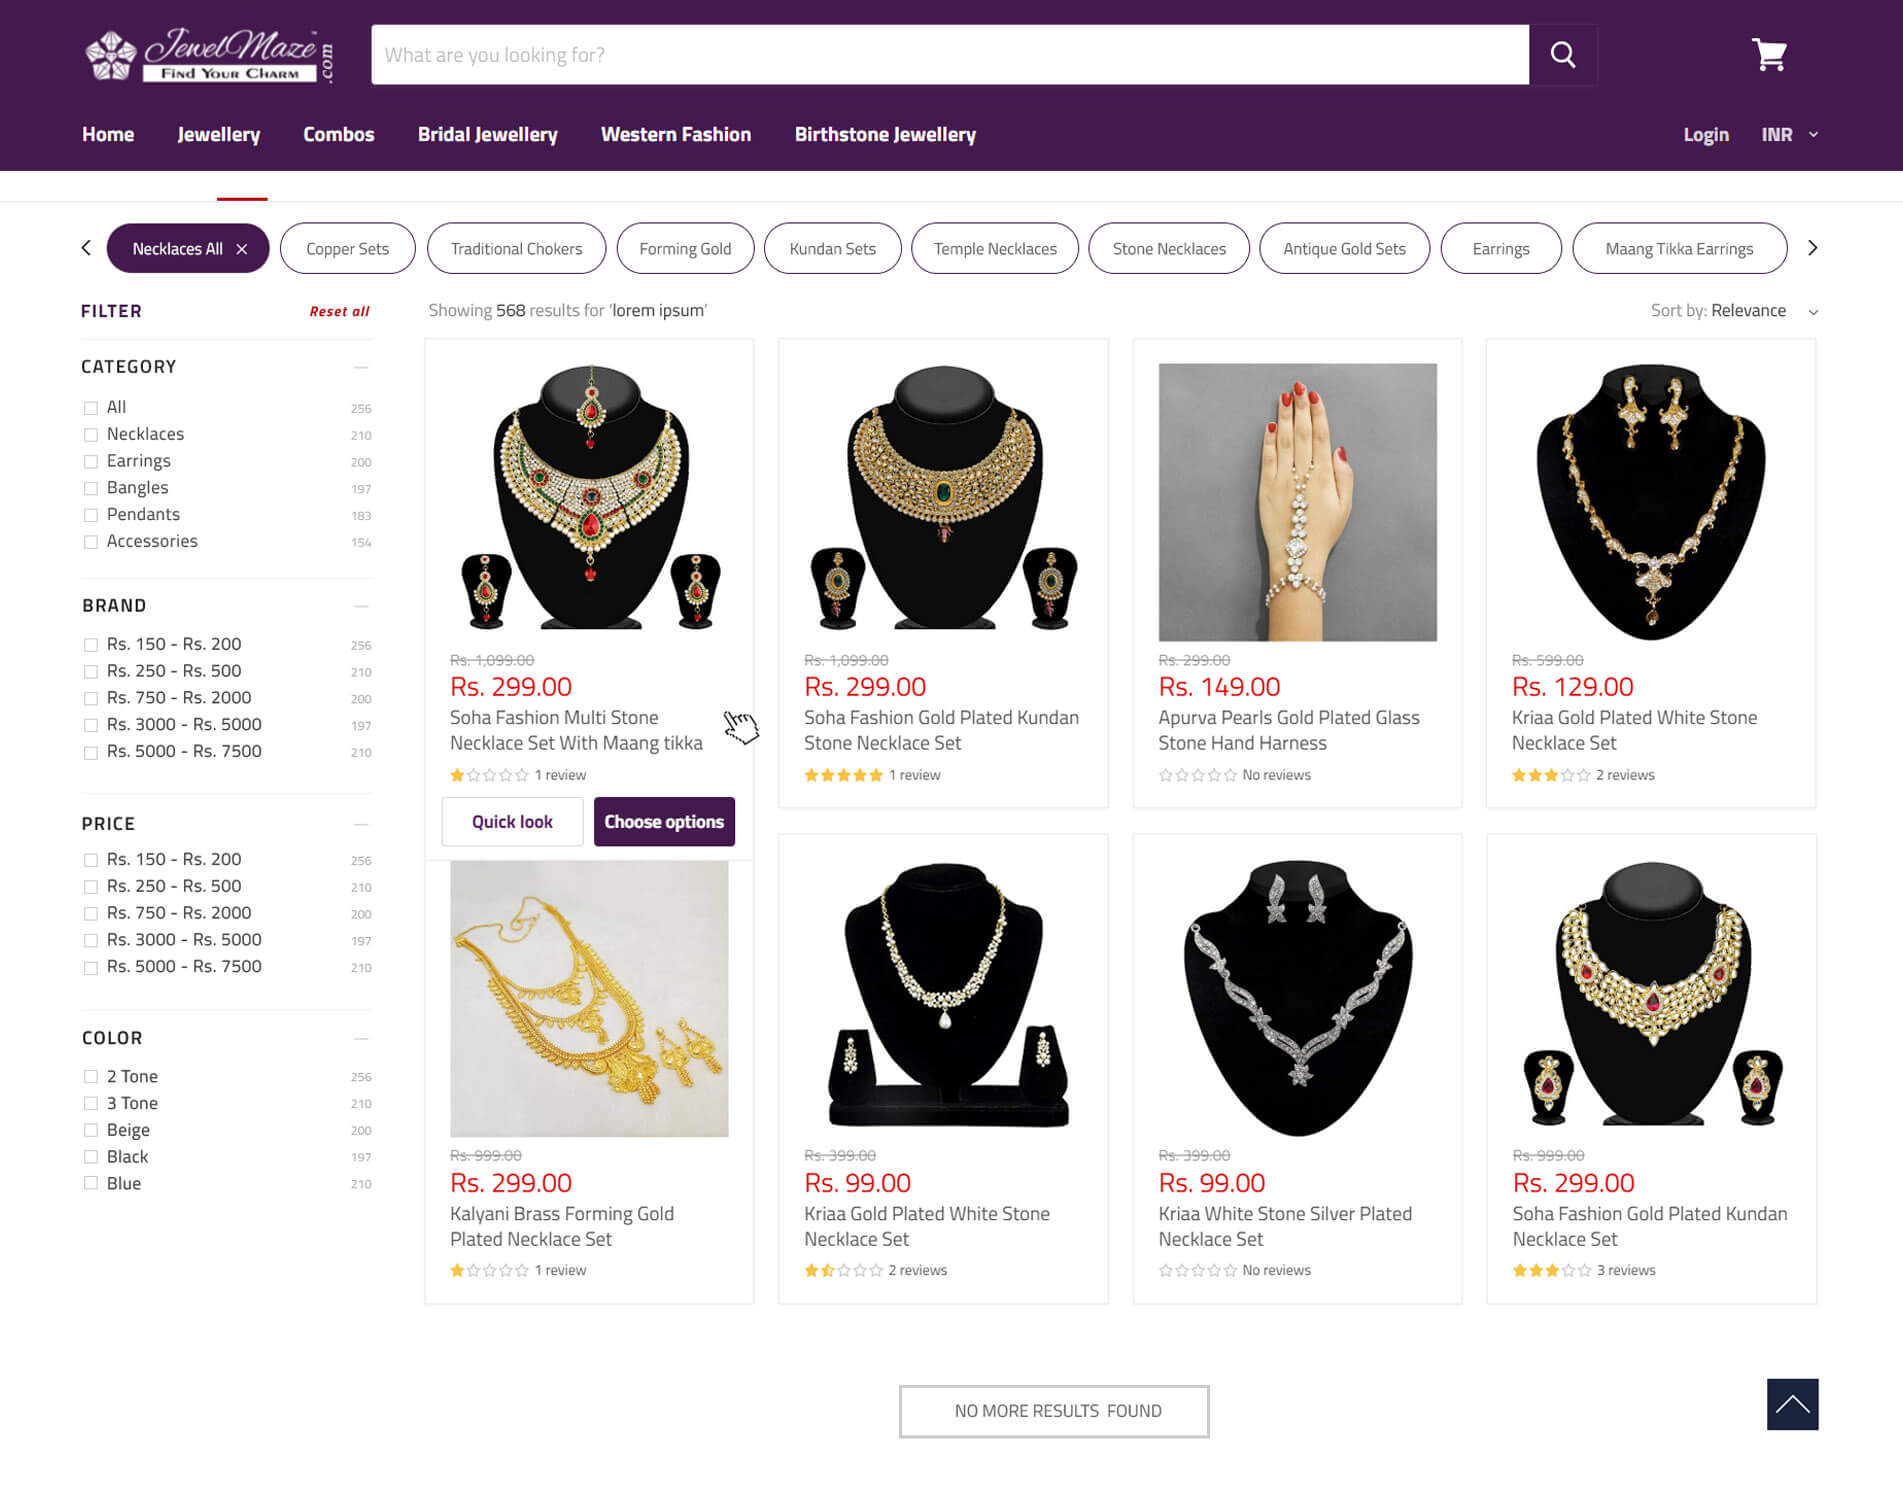 JewelMaze™
Find Your Charm
.com
What are you looking for?
Home Jewellery Combos Bridal Jewellery Western Fashion Birthstone Jewellery Login INR
Necklaces All Copper Sets Traditional Chokers Forming Gold Kundan Sets Temple Necklaces Stone Necklaces Antique Gold Sets Earrings Maang Tikka Earrings
FILTER Reset all
Showing 568 results for 'lorem ipsum'
Sort by: Relevance
CATEGORY
All 256
Necklaces 210
Earrings 200
Bangles 197
Pendants 183
Accessories 154
BRAND
Rs. 150 - Rs. 200 256
Rs. 250 - Rs. 500 210
Rs. 750 - Rs. 2000 200
Rs. 3000 - Rs. 5000 197
Rs. 5000 - Rs. 7500 210
PRICE
Rs. 150 - Rs. 200 256
Rs. 250 - Rs. 500 210
Rs. 750 - Rs. 2000 200
Rs. 3000 - Rs. 5000 197
Rs. 5000 - Rs. 7500 210
COLOR
2 Tone 256
3 Tone 210
Beige 200
Black 197
Blue 210
Rs. 1,099.00
Rs. 299.00
Soha Fashion Multi Stone
Necklace Set With Maang tikka
1 review
Quick look
Choose options
Rs. 1,099.00
Rs. 299.00
Soha Fashion Gold Plated Kundan
Stone Necklace Set
1 review
Rs. 299.00
Rs. 149.00
Apurva Pearls Gold Plated Glass
Stone Hand Harness
No reviews
Rs. 599.00
Rs. 129.00
Kriaa Gold Plated White Stone
Necklace Set
2 reviews
Rs. 999.00
Rs. 299.00
Kalyani Brass Forming Gold
Plated Necklace Set
1 review
Rs. 399.00
Rs. 99.00
Kriaa Gold Plated White Stone
Necklace Set
2 reviews
Rs. 399.00
Rs. 99.00
Kriaa White Stone Silver Plated
Necklace Set
No reviews
Rs. 999.00
Rs. 299.00
Soha Fashion Gold Plated Kundan
Necklace Set
3 reviews
NO MORE RESULTS FOUND